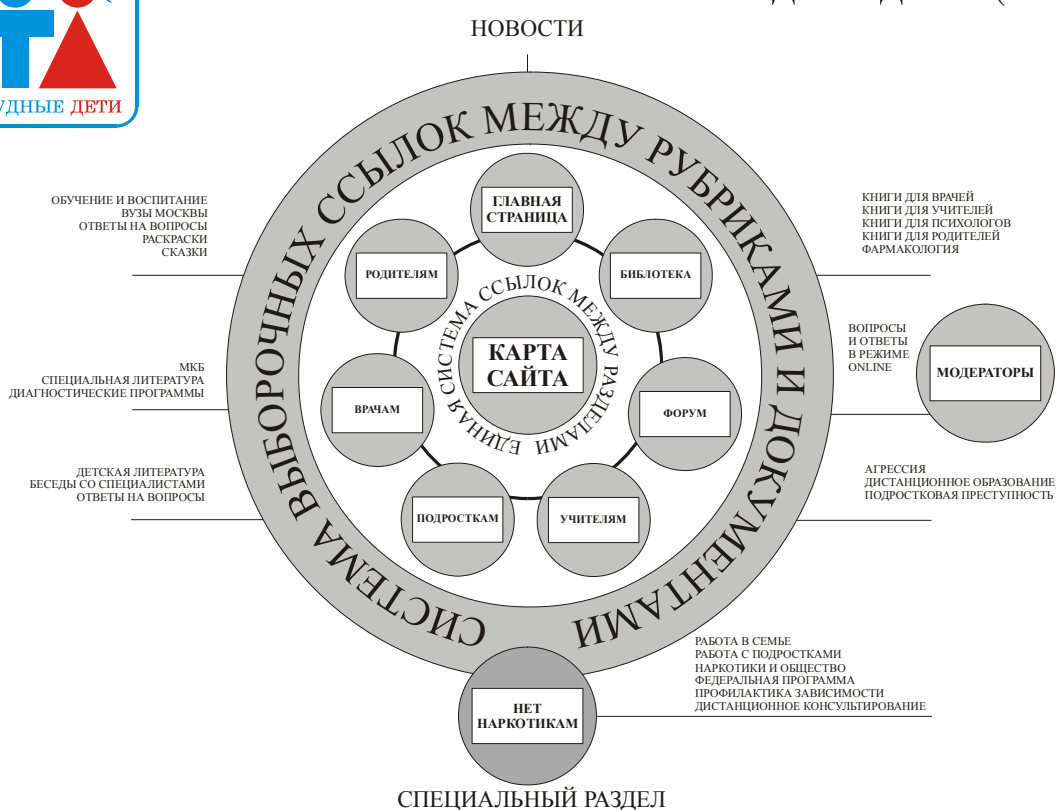 НОВОСТИ
УДНЫЕ ДЕТИ
СИСТЕМА ВЫБОРОЧНЫХ ССЫЛОК МЕЖДУ РУБРИКАМИ И ДОКУМЕНТАМИ
ОБУЧЕНИЕ И ВОСПИТАНИЕ
ВУЗЫ МОСКВЫ
ОТВЕТЫ НА ВОПРОСЫ
РАСКРАСКИ
СКАЗКИ
КНИГИ ДЛЯ ВРАЧЕЙ
КНИГИ ДЛЯ УЧИТЕЛЕЙ
КНИГИ ДЛЯ ПСИХОЛОГОВ
КНИГИ ДЛЯ РОДИТЕЛЕЙ
ФАРМАКОЛОГИЯ
ГЛАВНАЯ
СТРАНИЦА
РОДИТЕЛЯМ
БИБЛОТЕКА
ЕДИНАЯ СИСТЕМА ССЫЛОК МЕЖДУ РАЗДЕЛАМИ
КАРТА
САЙТА
ВРАЧАМ
ФОРУМ
ПОДРОСТКАМ
УЧИТЕЛЯМ
МКБ
СПЕЦИАЛЬНАЯ ЛИТЕРАТУРА
ДИАГНОСТИЧЕСКИЕ ПРОГРАММЫ
ВОПРОСЫ
И ОТВЕТЫ
В РЕЖИМЕ
ONLINE
МОДЕРАТОРЫ
ДЕТСКАЯ ЛИТЕРАТУРА
БЕСЕДЫ СО СПЕЦИАЛИСТАМИ
ОТВЕТЫ НА ВОПРОСЫ
АГРЕССИЯ
ДИСТАНЦИОННОЕ ОБРАЗОВАНИЕ
ПОДРОСТКОВАЯ ПРЕСТУПНОСТЬ
РАБОТА В СЕМЬЕ
РАБОТА С ПОДРОСТКАМИ
НАРКОТИКИ И ОБЩЕСТВО
ФЕДЕРАЛЬНАЯ ПРОГРАММА
ПРОФИЛАКТИКА ЗАВИСИМОСТИ
ДИСТАНЦИОННОЕ КОНСУЛЬТИРОВАНИЕ
НЕТ
НАРКОТИКАМ
СПЕЦИАЛЬНЫЙ РАЗДЕЛ